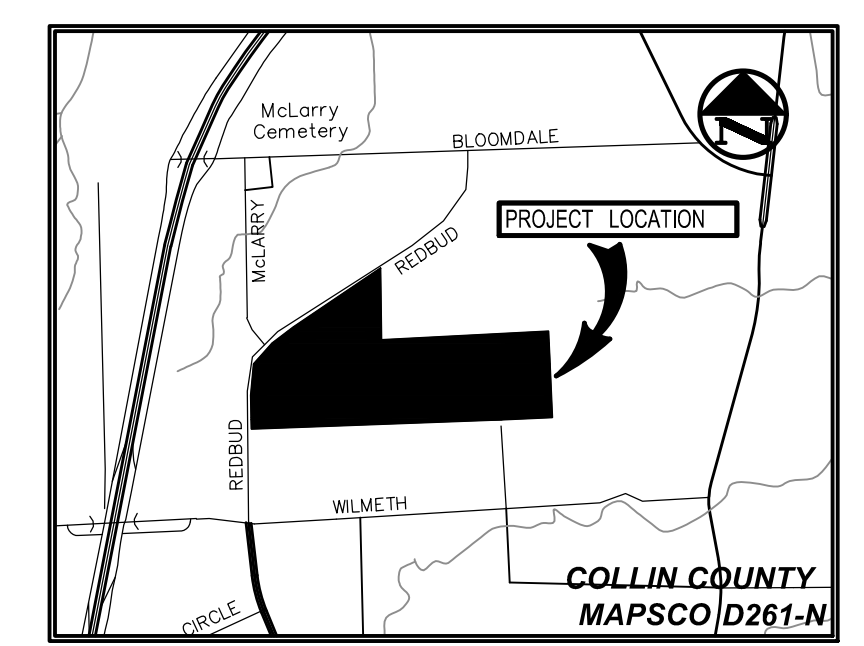 McLarry
Cemetery
BLOOMDALE
N
McLARRY
PROJECT LOCATION
REDBUD
REDBUD
WILMETH
CIRCLE
COLLIN COUNTY
MAPSCO D261-N